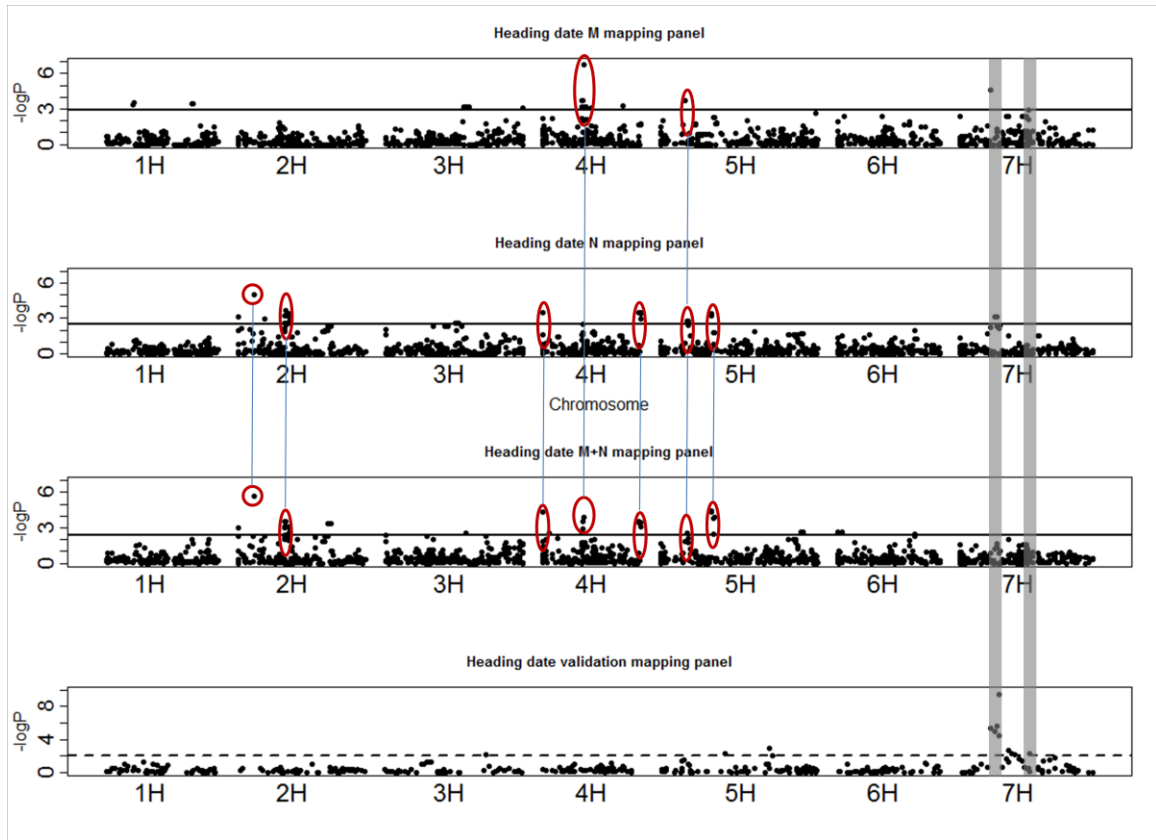 Heading date M mapping panel
-logP
6
3
0
1H 2H 3H 4H 5H 6H 7H
Heading date N mapping panel
-logP
6
3
0
1H 2H 3H 4H 5H 6H 7H
Chromosome
Heading date M+N mapping panel
-logP
6
3
0
1H 2H 3H 4H 5H 6H 7H
Heading date validation mapping panel
-logP
8
4
0
1H 2H 3H 4H 5H 6H 7H